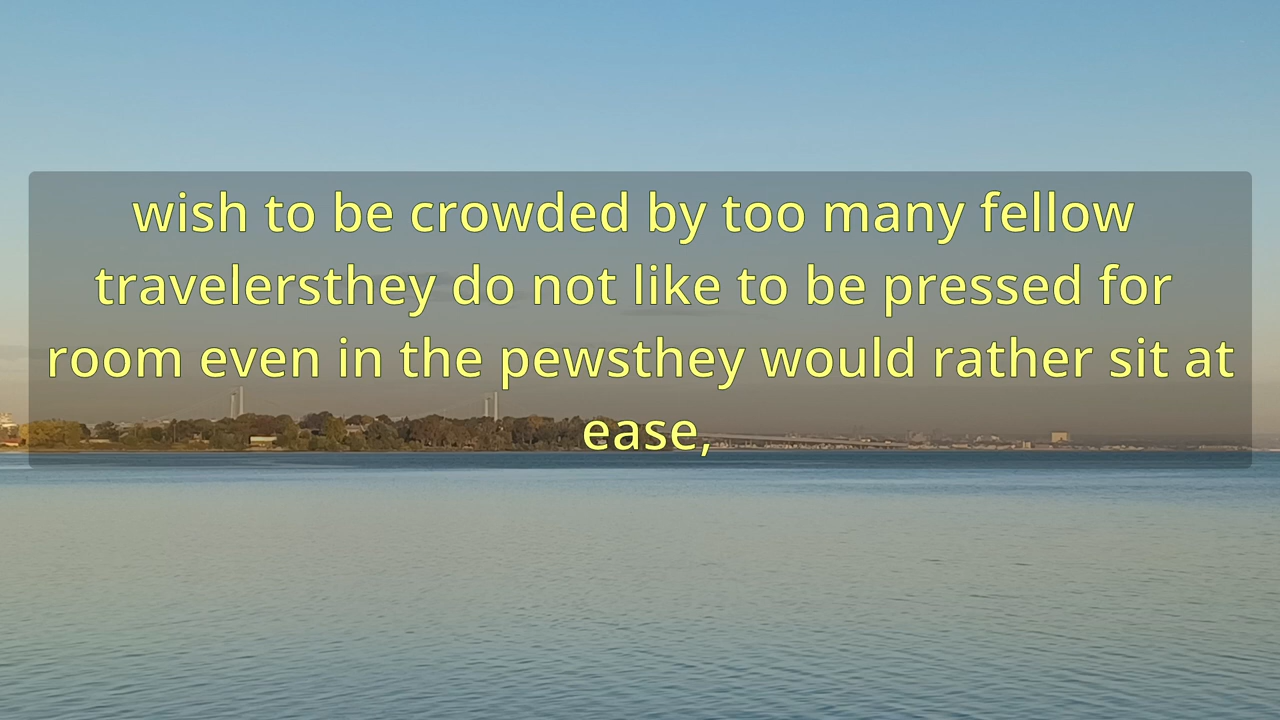 wish to be crowded by too many fellow
travelersthey do not like to be pressed for
room even in the pewsthey would rather sit at
ease,